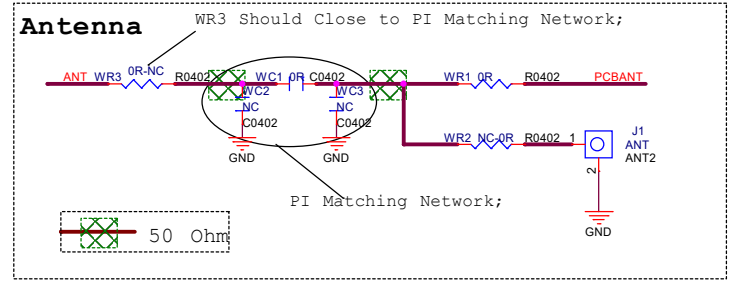 WR3 Should Close to PI Matching Network;
Antenna
ANT WR3 0R-NC R0402 WC1 0R C0402 WR1 0R R0402 PCBANT
WC2 WC3
NC NC
C0402 C0402
WR2 NC-0R R0402 1 J1
ANT
ANT2
GND GND
2
PI Matching Network;
GND
50 Ohm